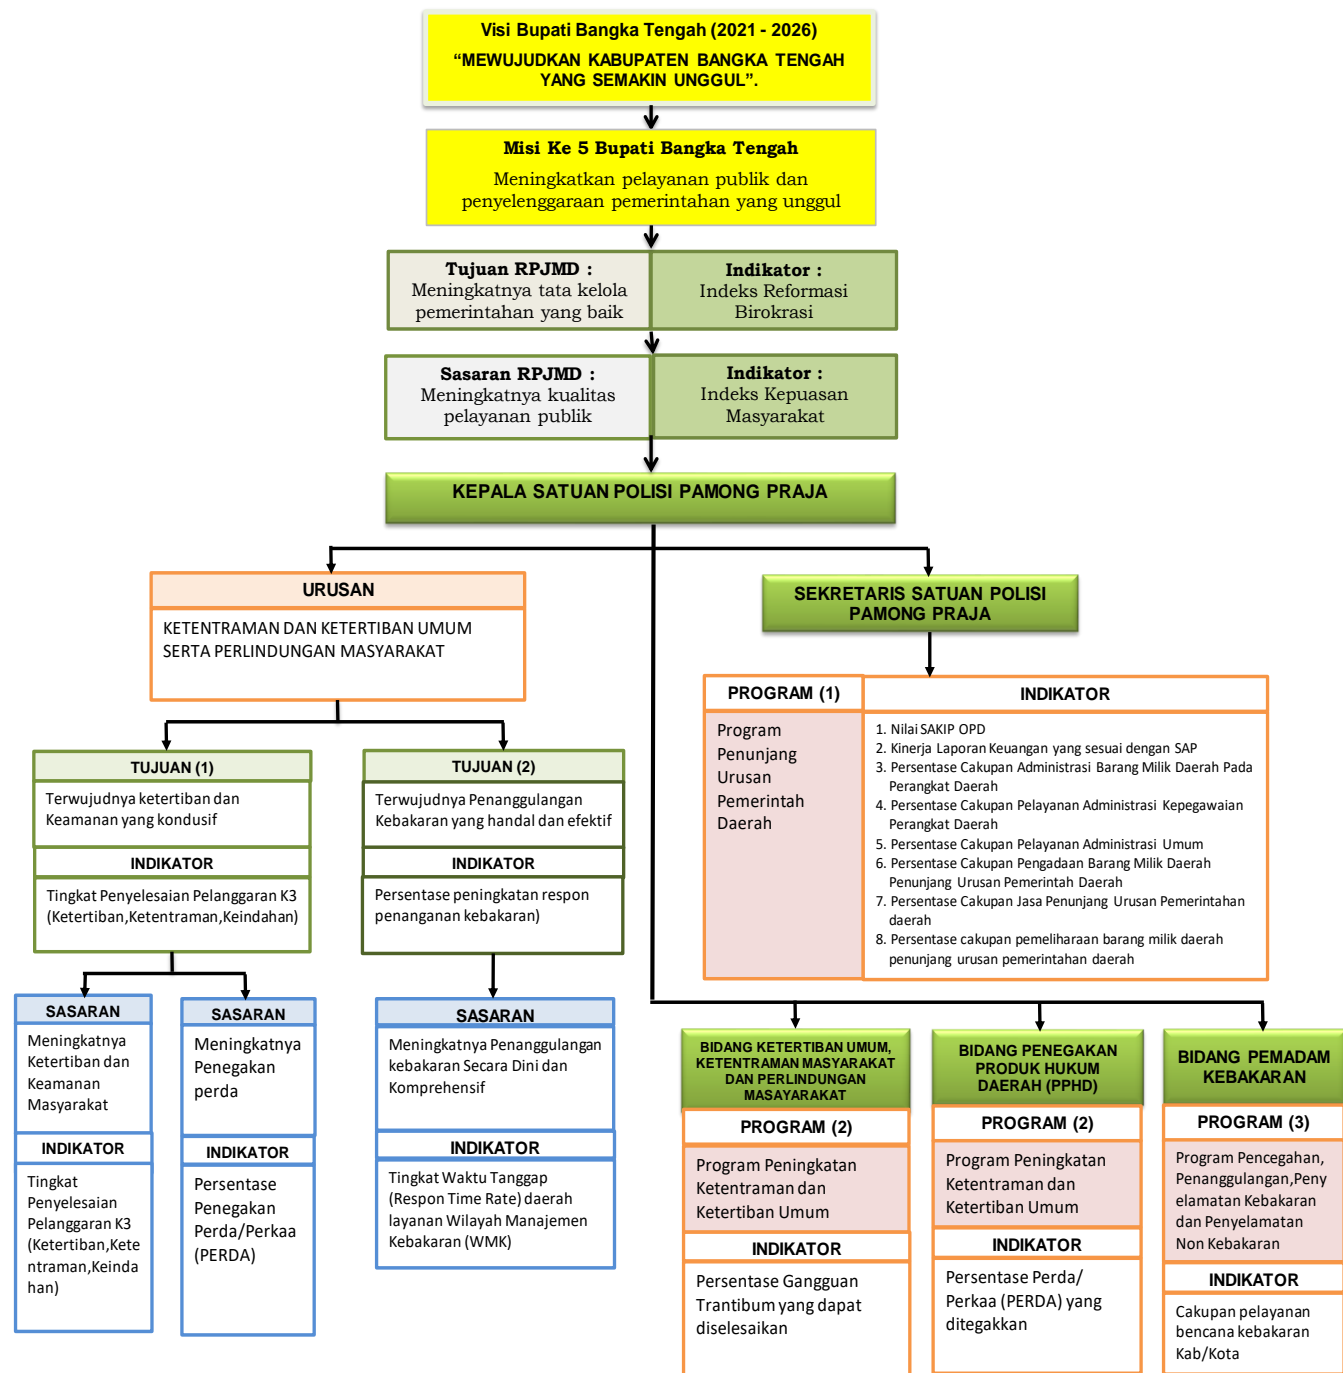 Visi Bupati Bangka Tengah (2021 - 2026)
“MEWUJUDKAN KABUPATEN BANGKA TENGAH
YANG SEMAKIN UNGGUL”.
Misi Ke 5 Bupati Bangka Tengah
Meningkatkan pelayanan publik dan
penyelenggaraan pemerintahan yang unggul
Tujuan RPJMD :
Meningkatnya tata kelola
pemerintahan yang baik
Indikator :
Indeks Reformasi
Birokrasi
Sasaran RPJMD :
Meningkatnya kualitas
pelayanan publik
Indikator :
Indeks Kepuasan
Masyarakat
KEPALA SATUAN POLISI PAMONG PRAJA
URUSAN
KETENTRAMAN DAN KETERTIBAN UMUM
SERTA PERLINDUNGAN MASYARAKAT
SEKRETARIS SATUAN POLISI
PAMONG PRAJA
PROGRAM (1)
Program
Penunjang
Urusan
Pemerintah
Daerah
INDIKATOR
1. Nilai SAKIP OPD
2. Kinerja Laporan Keuangan yang sesuai dengan SAP
3. Persentase Cakupan Administrasi Barang Milik Daerah Pada
Perangkat Daerah
4. Persentase Cakupan Pelayanan Administrasi Kepegawaian
Perangkat Daerah
5. Persentase Cakupan Pelayanan Administrasi Umum
6. Persentase Cakupan Pengadaan Barang Milik Daerah
Penunjang Urusan Pemerintah Daerah
7. Persentase Cakupan Jasa Penunjang Urusan Pemerintahan
daerah
8. Persentase cakupan pemeliharaan barang milik daerah
penunjang urusan pemerintahan daerah
TUJUAN (1)
Terwujudnya ketertiban dan
Keamanan yang kondusif
INDIKATOR
Tingkat Penyelesaian Pelanggaran K3
(Ketertiban,Ketentraman,Keindahan)
TUJUAN (2)
Terwujudnya Penanggulangan
Kebakaran yang handal dan efektif
INDIKATOR
Persentase peningkatan respon
penanganan kebakaran)
SASARAN
Meningkatnya
Ketertiban dan
Keamanan
Masyarakat
INDIKATOR
Tingkat
Penyelesaian
Pelanggaran K3
(Ketertiban,Kete
ntraman,Keinda
han)
SASARAN
Meningkatnya
Penegakan
perda
INDIKATOR
Persentase
Penegakan
Perda/Perkaa
(PERDA)
SASARAN
Meningkatnya Penanggulangan
kebakaran Secara Dini dan
Komprehensif
INDIKATOR
Tingkat Waktu Tanggap
(Respon Time Rate) daerah
layanan Wilayah Manajemen
Kebakaran (WMK)
BIDANG KETERTIBAN UMUM,
KETENTRAMAN MASYARAKAT
DAN PERLINDUNGAN
MASAYARAKAT
PROGRAM (2)
Program Peningkatan
Ketentraman dan
Ketertiban Umum
INDIKATOR
Persentase Gangguan
Trantibum yang dapat
diselesaikan
BIDANG PENEGAKAN
PRODUK HUKUM
DAERAH (PPHD)
PROGRAM (2)
Program Peningkatan
Ketentraman dan
Ketertiban Umum
INDIKATOR
Persentase Perda/
Perkaa (PERDA) yang
ditegakkan
BIDANG PEMADAM
KEBAKARAN
PROGRAM (3)
Program Pencegahan,
Penanggulangan,Peny
elamatan Kebakaran
dan Penyelamatan
Non Kebakaran
INDIKATOR
Cakupan pelayanan
bencana kebakaran
Kab/Kota